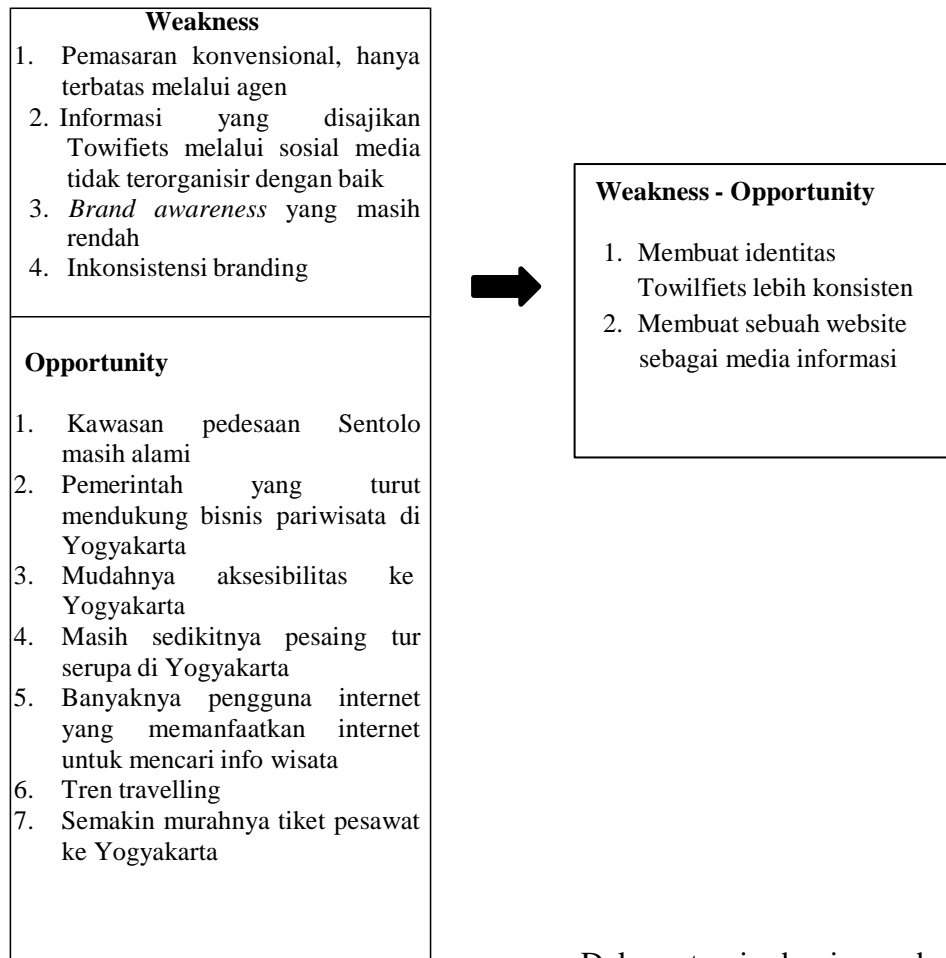 Weakness
1. Pemasaran konvensional, hanya
terbatas melalui agen
2. Informasi yang disajikan
Towifiets melalui sosial media
tidak terorganisir dengan baik
3. Brand awareness yang masih
rendah
4. Inkonsistensi branding
Opportunity
1. Kawasan pedesaan Sentolo
masih alami
2. Pemerintah yang turut
mendukung bisnis pariwisata di
Yogyakarta
3. Mudahnya aksesibilitas ke
Yogyakarta
4. Masih sedikitnya pesaing tur
serupa di Yogyakarta
5. Banyaknya pengguna internet
yang memanfaatkan internet
untuk mencari info wisata
6. Tren travelling
7. Semakin murahnya tiket pesawat
ke Yogyakarta
Weakness - Opportunity
1. Membuat identitas
Towilfiets lebih konsisten
2. Membuat sebuah website
sebagai media informasi